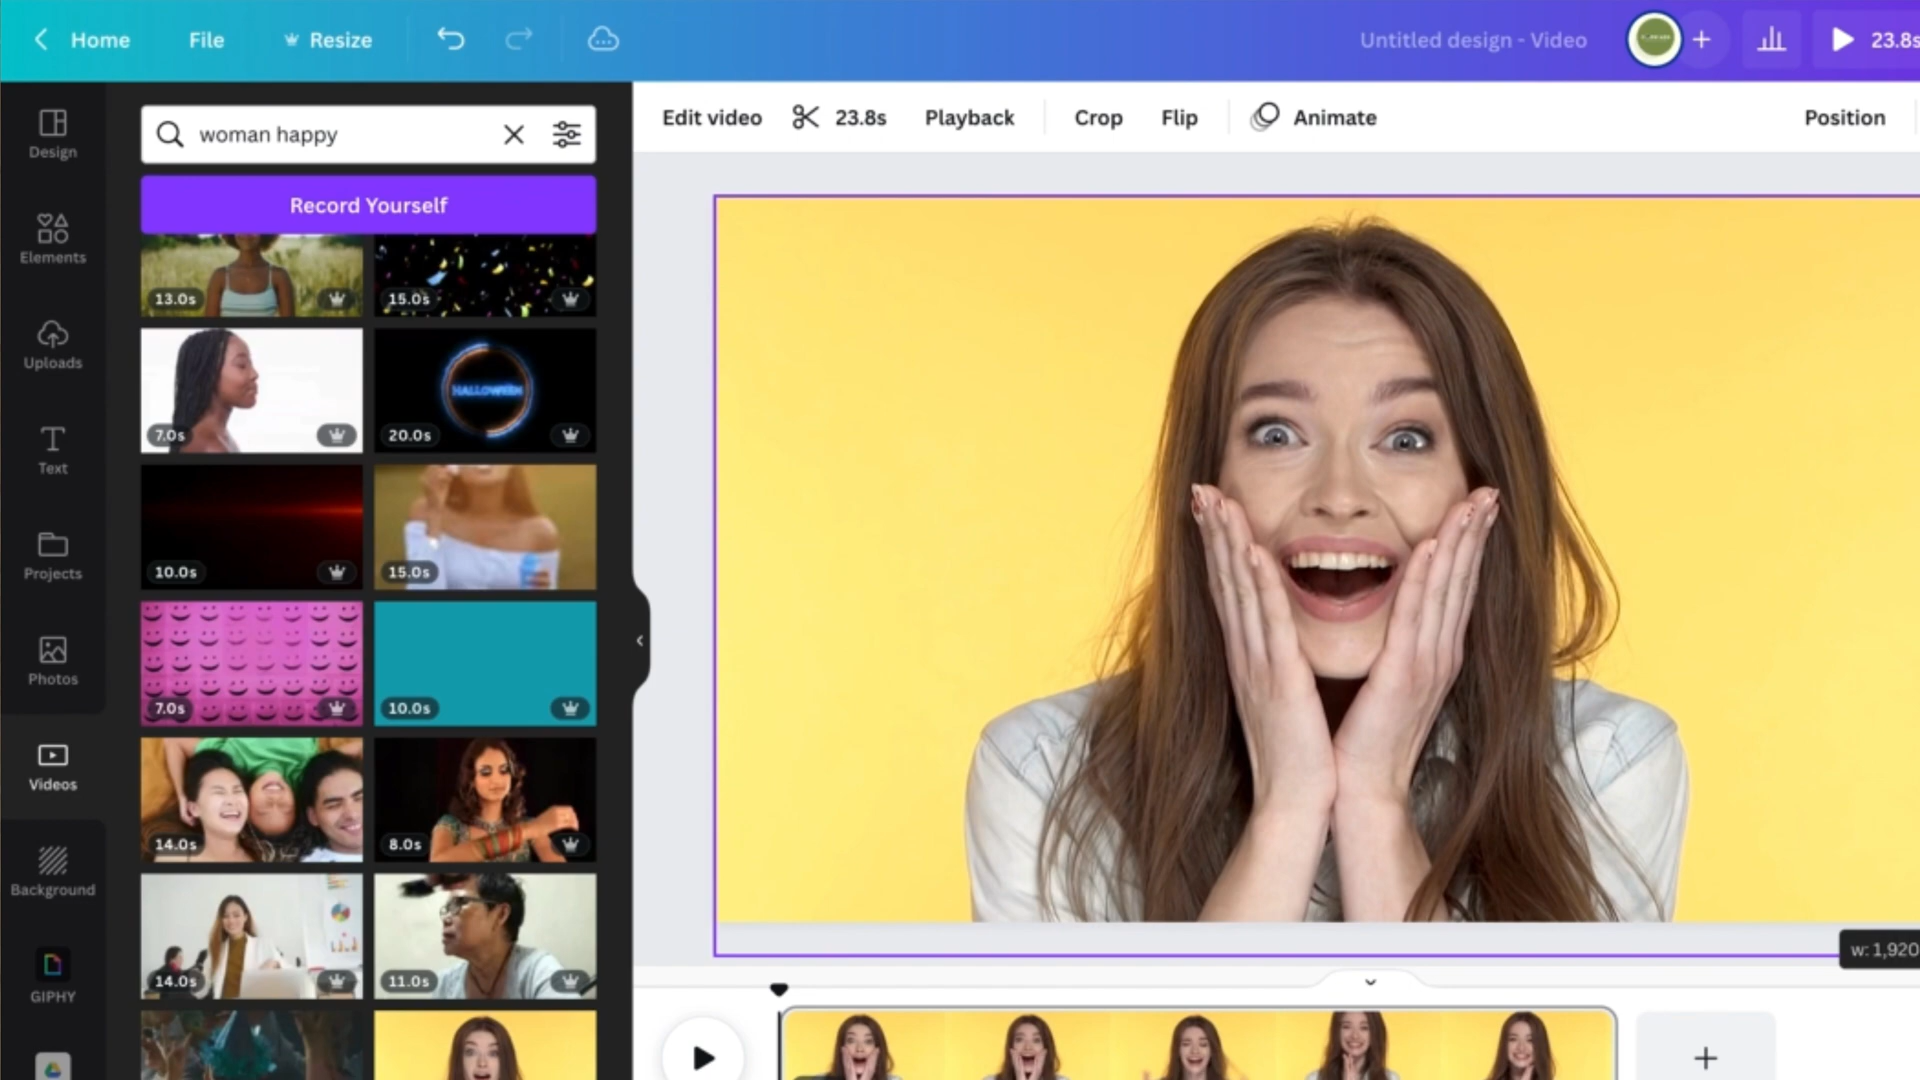 Home File Resize Untitled design - Video 23.8s
Edit video 23.8s Playback Crop Flip Animate Position
woman happy
Record Yourself
Design
Elements
Uploads
Text
Projects
Photos
Videos
Background
GIPHY
13.0s 15.0s
7.0s 20.0s
HALLOWEEN
10.0s 15.0s
7.0s 10.0s
14.0s 8.0s
14.0s 11.0s
w: 1,920